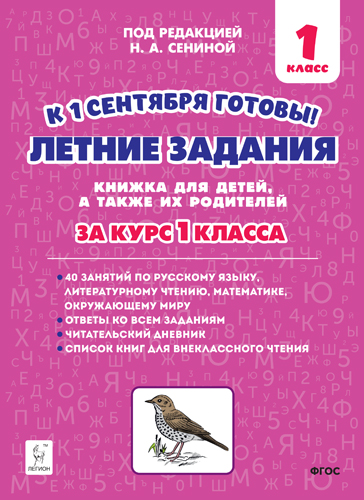 ПОД РЕДАКЦИЕЙ
Н. А. СЕНИНОЙ
1
КЛАСС
К 1 СЕНТЯБРЯ ГОТОВЫ!
ЛЕТНИЕ ЗАДАНИЯ
КНИЖКА ДЛЯ ДЕТЕЙ,
А ТАКЖЕ ИХ РОДИТЕЛЕЙ
ЗА КУРС 1 КЛАССА
• 40 ЗАНЯТИЙ ПО РУССКОМУ ЯЗЫКУ,
ЛИТЕРАТУРНОМУ ЧТЕНИЮ, МАТЕМАТИКЕ,
ОКРУЖАЮЩЕМУ МИРУ
• ОТВЕТЫ КО ВСЕМ ЗАДАНИЯМ
• ЧИТАТЕЛЬСКИЙ ДНЕВНИК
• СПИСОК КНИГ ДЛЯ ВНЕКЛАССНОГО ЧТЕНИЯ
ЛЕГИОН
ФГОС